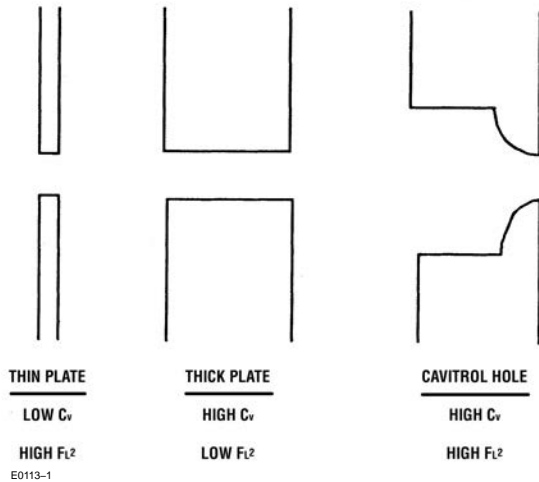 THIN PLATE THICK PLATE CAVITROL HOLE
LOW Cv HIGH Cv HIGH Cv
HIGH FL² LOW FL² HIGH FL²
E0113–1